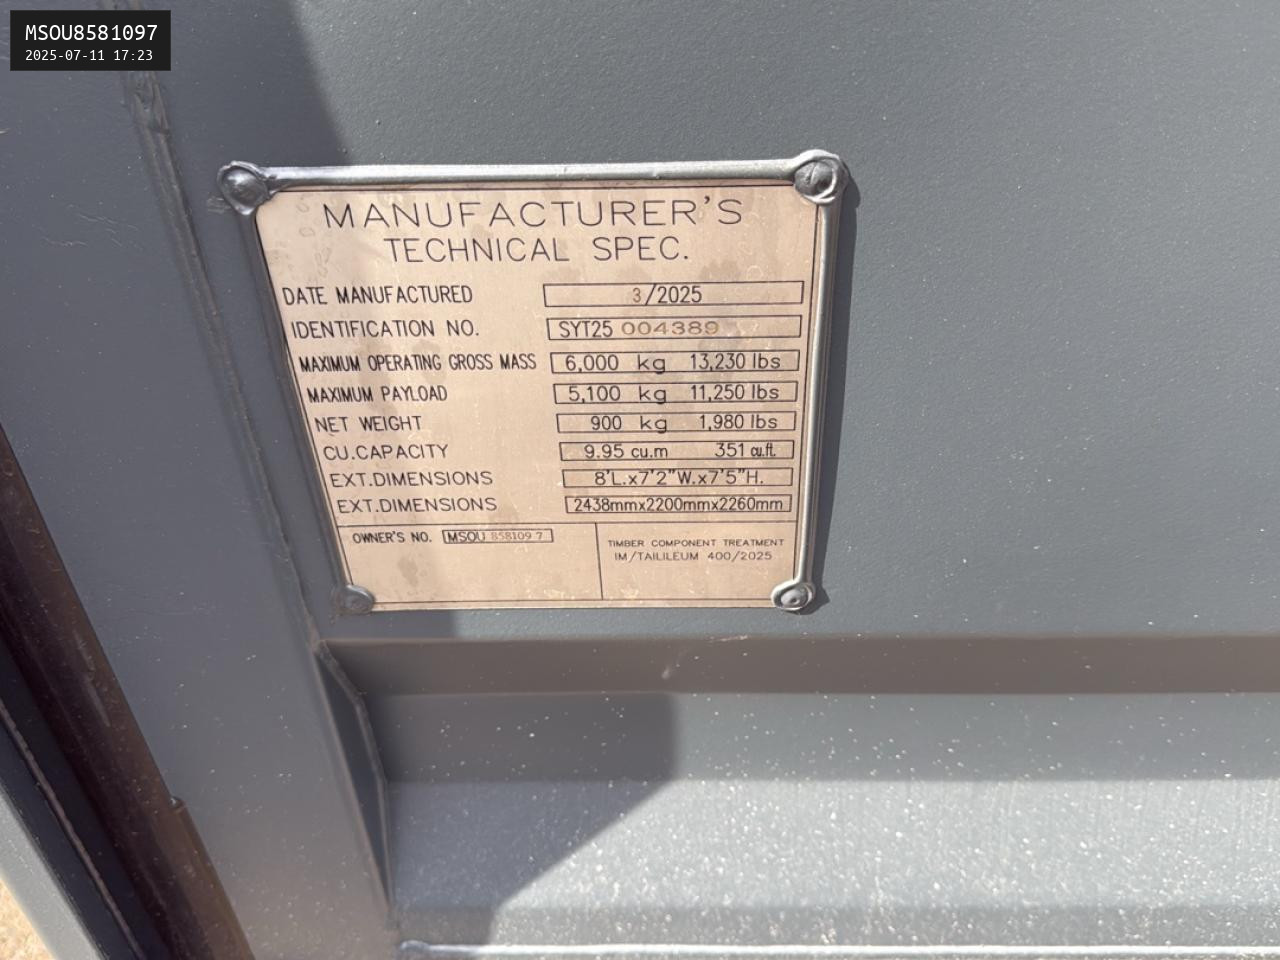 MSOU8581097
2025-07-11 17:23
MANUFACTURER'S
TECHNICAL SPEC.
DATE MANUFACTURED 3/2025
IDENTIFICATION NO. SYT25 004389
MAXIMUM OPERATING GROSS MASS 6,000 kg 13,230 lbs
MAXIMUM PAYLOAD 5,100 kg 11,250 lbs
NET WEIGHT 900 kg 1,980 lbs
CU.CAPACITY 9.95 cu.m 351 cu.ft.
EXT.DIMENSIONS 8'L.x7'2"W.x7'5"H.
EXT.DIMENSIONS 2438mmx2200mmx2260mm
OWNER'S NO. MSOU 858109 7
TIMBER COMPONENT TREATMENT
IM/TAILILEUM 400/2025